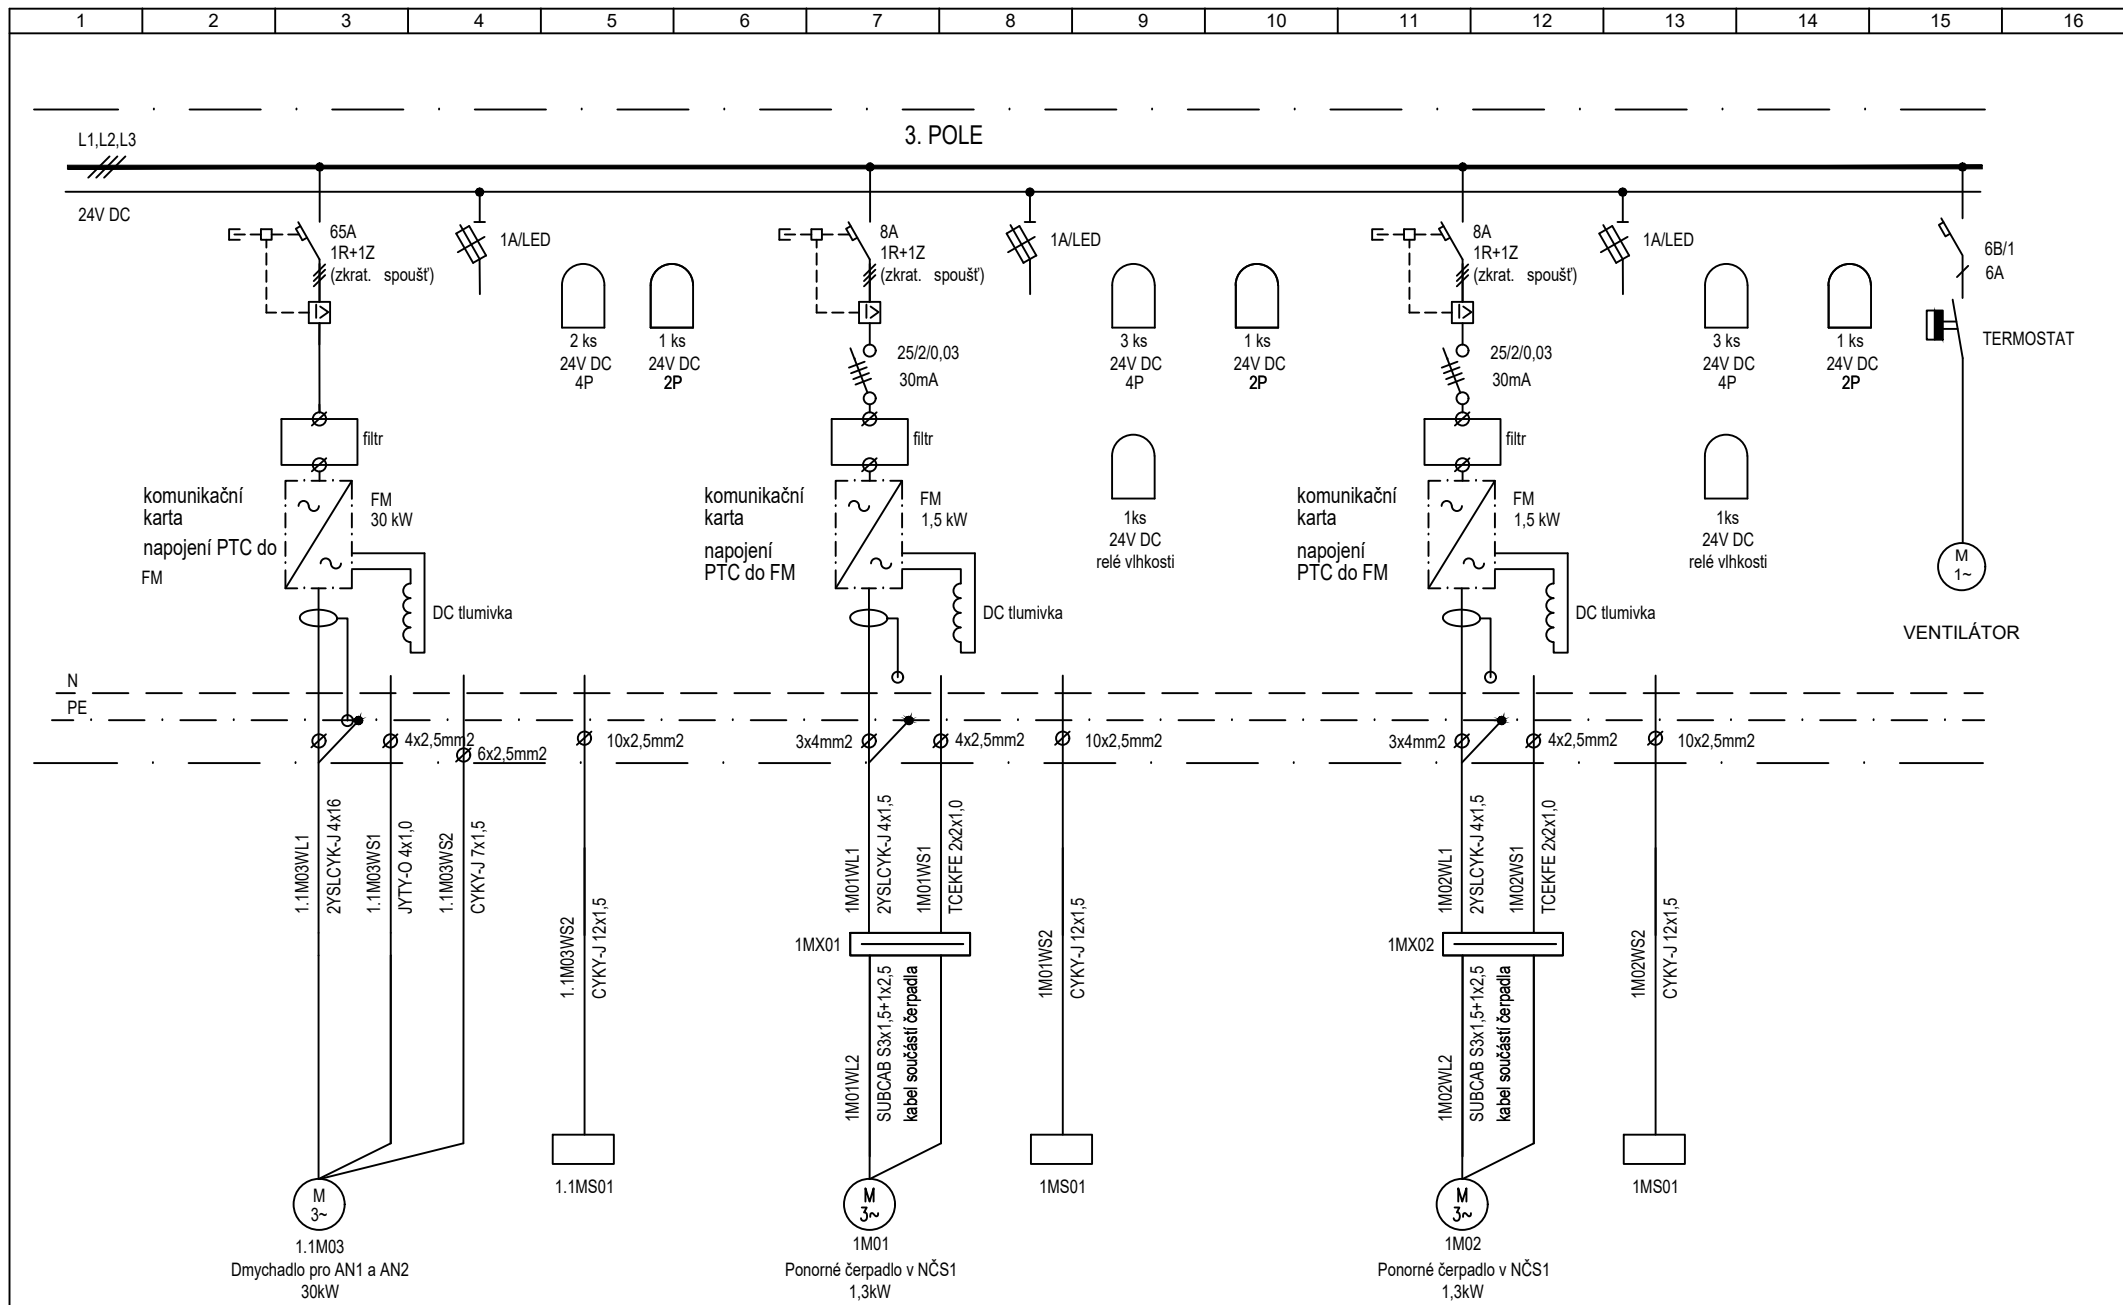 1 2 3 4 5 6 7 8 9 10 11 12 13 14 15 16
3. POLE
L1,L2,L3
24V DC
65A
1R+1Z
(zkrat. spoušť)
1A/LED
2 ks
24V DC
4P
1 ks
24V DC
2P
filtr
komunikační
karta
napojení PTC do
FM
FM
30 kW
DC tlumivka
8A
1R+1Z
(zkrat. spoušť)
25/2/0,03
30mA
1A/LED
3 ks
24V DC
4P
1 ks
24V DC
2P
filtr
komunikační
karta
napojení
PTC do FM
FM
1,5 kW
1ks
24V DC
relé vlhkosti
DC tlumivka
8A
1R+1Z
(zkrat. spoušť)
25/2/0,03
30mA
1A/LED
3 ks
24V DC
4P
1 ks
24V DC
2P
filtr
komunikační
karta
napojení
PTC do FM
FM
1,5 kW
1ks
24V DC
relé vlhkosti
DC tlumivka
6B/1
6A
TERMOSTAT
M
1~
VENTILÁTOR
N
PE
4x2,5mm2
6x2,5mm2
10x2,5mm2
3x4mm2
4x2,5mm2
10x2,5mm2
3x4mm2
4x2,5mm2
10x2,5mm2
1.1M03WL1
2YSLCYK-J 4x16
1.1M03WS1
JYTY-O 4x1,0
1.1M03WS2
CYKY-J 7x1,5
1.1M03WS2
CYKY-J 12x1,5
1M01WL1
2YSLCYK-J 4x1,5
1M01WS1
TCEKFE 2x2x1,0
1MX01
1M01WL2
SUBCAB S3x1,5+1x2,5
kabel součástí čerpadla
1M01WS2
CYKY-J 12x1,5
1M02WL1
2YSLCYK-J 4x1,5
1M02WS1
TCEKFE 2x2x1,0
1MX02
1M02WL2
SUBCAB S3x1,5+1x2,5
kabel součástí čerpadla
1M02WS2
CYKY-J 12x1,5
1.1MS01
1MS01
1MS01
M
3~
1.1M03
Dmychadlo pro AN1 a AN2
30kW
M
3~
1M01
Ponorné čerpadlo v NČS1
1,3kW
M
3~
1M02
Ponorné čerpadlo v NČS1
1,3kW